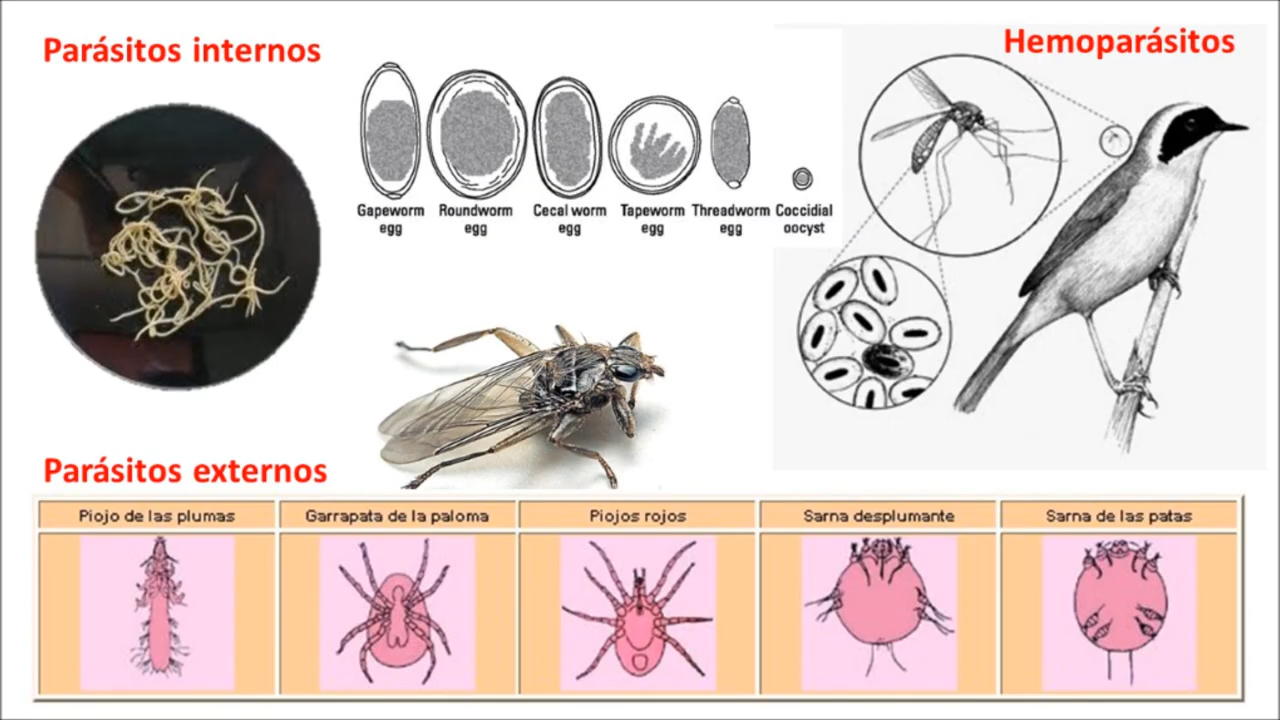 Parásitos internos
Hemoparásitos
Gapeworm
egg
Roundworm
egg
Cecal worm
egg
Tapeworm
egg
Threadworm
egg
Coccidial
oocyst
Parásitos externos
Piojo de las plumas
Garrapata de la paloma
Piojos rojos
Sarna desplumante
Sarna de las patas